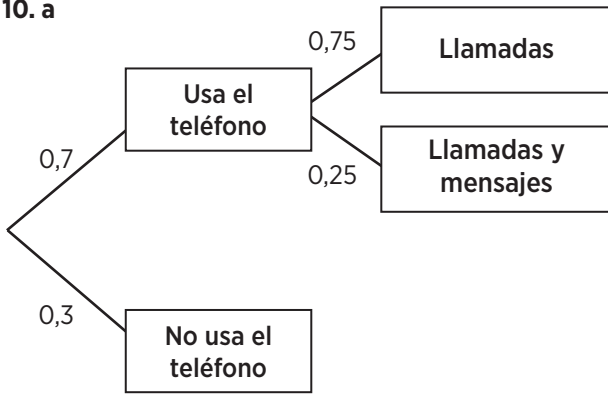 10. a
0,75
Llamadas
Usa el
teléfono
0,7
0,25
Llamadas y
mensajes
0,3
No usa el
teléfono